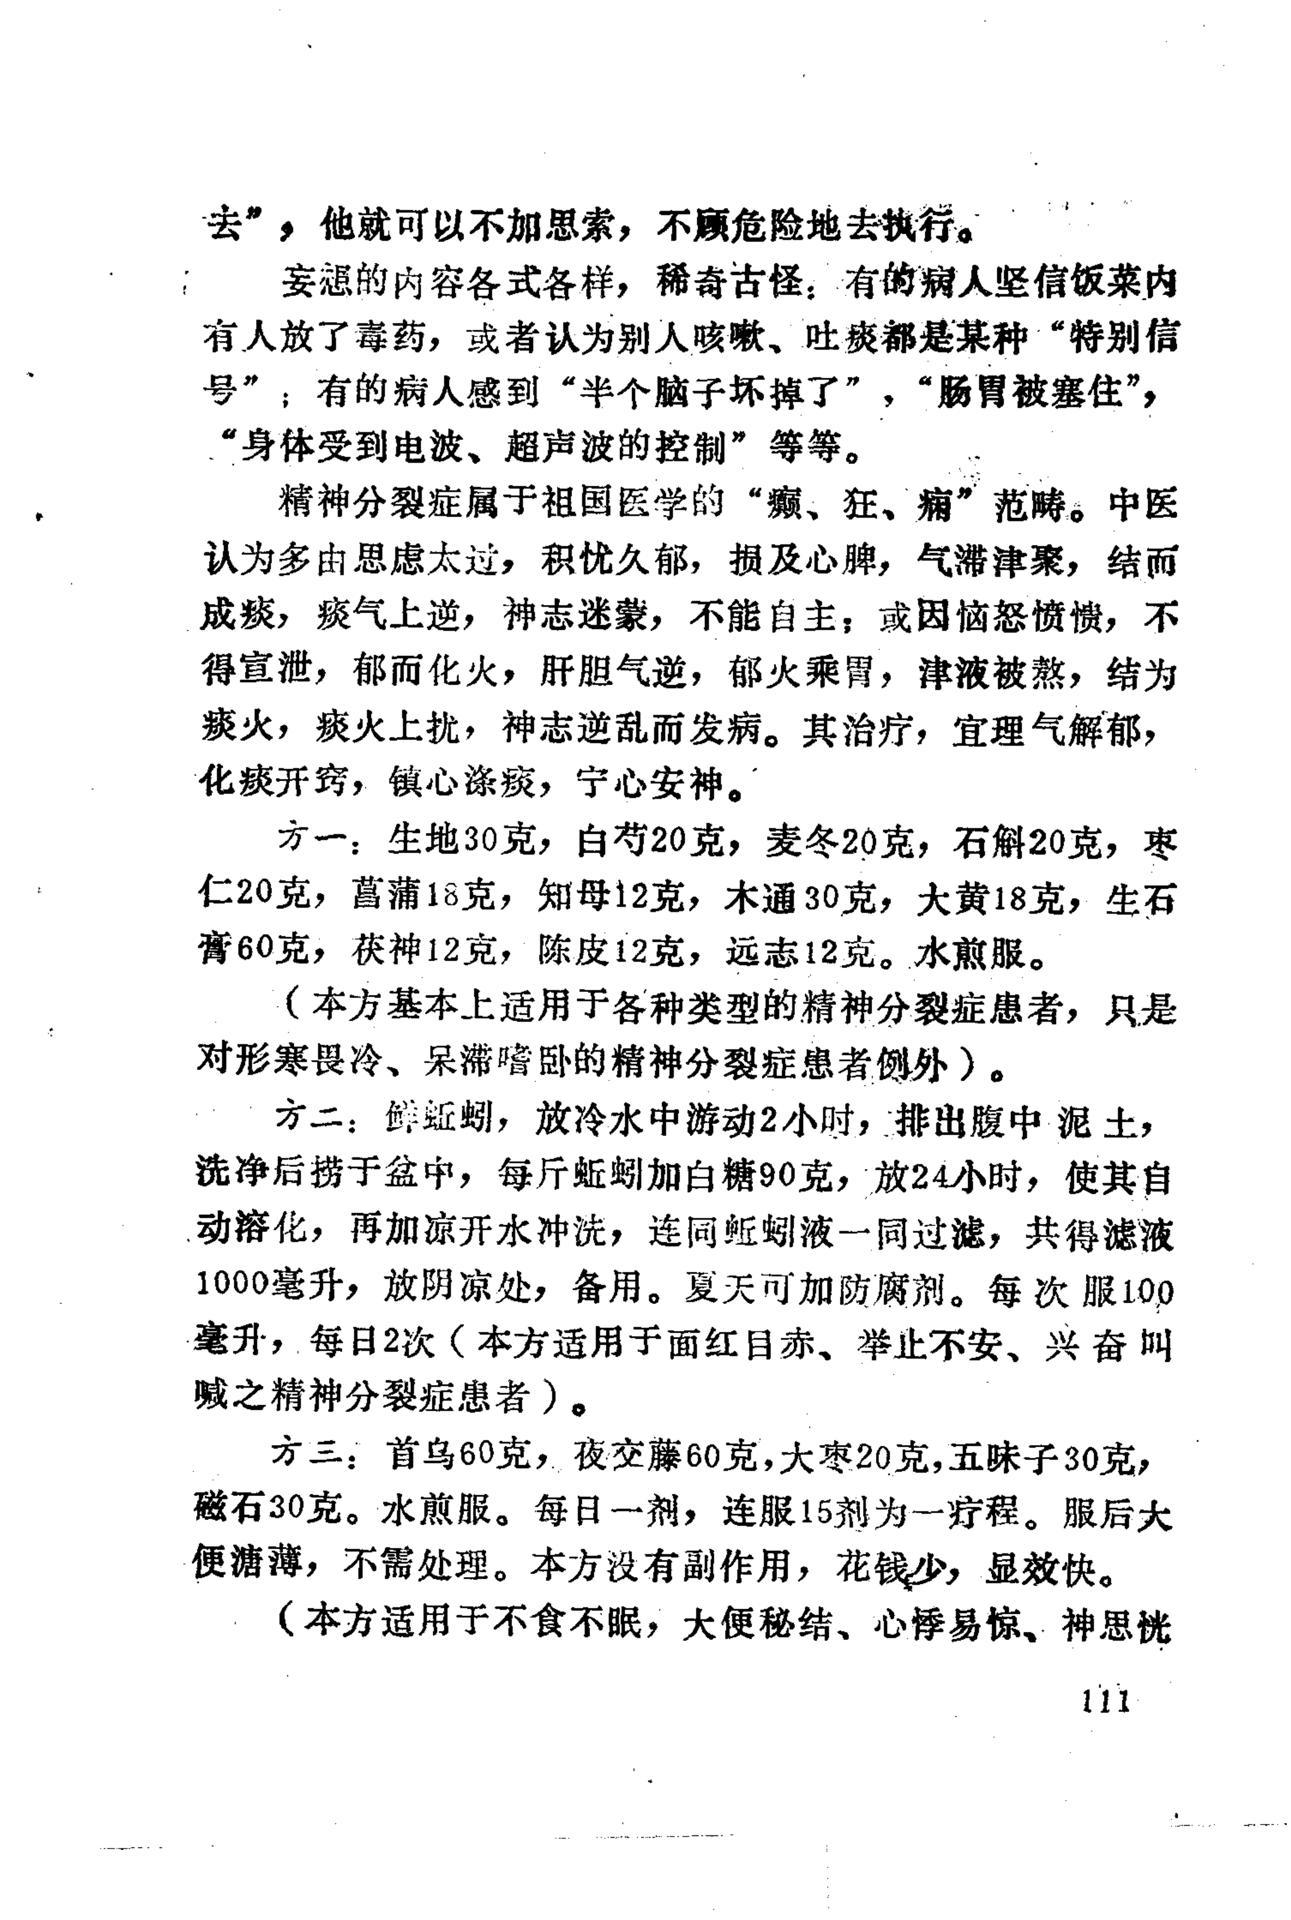 去”，他就可以不加思索，不顾危险地去执行。
妄想的内容各式各样，稀奇古怪：有的病人坚信饭菜内
有人放了毒药，或者认为别人咳嗽、吐痰都是某种“特别信
号”；有的病人感到“半个脑子坏掉了”，“肠胃被塞住”，
“身体受到电波、超声波的控制”等等。
精神分裂症属于祖国医学的“癫、狂、痫”范畴。中医
认为多由思虑太过，积忧久郁，损及心脾，气滞津聚，结而
成痰，痰气上逆，神志迷蒙，不能自主；或因恼怒愤愦，不
得宣泄，郁而化火，肝胆气逆，郁火乘胃，津液被熬，结为
痰火，痰火上扰，神志逆乱而发病。其治疗，宜理气解郁，
化痰开窍，镇心涤痰，宁心安神。
方一：生地30克，白芍20克，麦冬20克，石斛20克，枣
仁20克，菖蒲18克，知母12克，木通30克，大黄18克，生石
膏60克，茯神12克，陈皮12克，远志12克。水煎服。
（本方基本上适用于各种类型的精神分裂症患者，只是
对形寒畏冷、呆滞嗜卧的精神分裂症患者例外）。
方二：鲜蚯蚓，放冷水中游动2小时，排出腹中泥土，
洗净后捞于盆中，每斤蚯蚓加白糖90克，放24小时，使其自
动溶化，再加凉开水冲洗，连同蚯蚓液一同过滤，共得滤液
1000毫升，放阴凉处，备用。夏天可加防腐剂。每次服100
毫升，每日2次（本方适用于面红目赤、举止不安、兴奋叫
喊之精神分裂症患者）。
方三：首乌60克，夜交藤60克，大枣20克，五味子30克，
磁石30克。水煎服。每日一剂，连服15剂为一疗程。服后大
便溏薄，不需处理。本方没有副作用，花钱少，显效快。
（本方适用于不食不眠，大便秘结、心悸易惊、神思恍
111